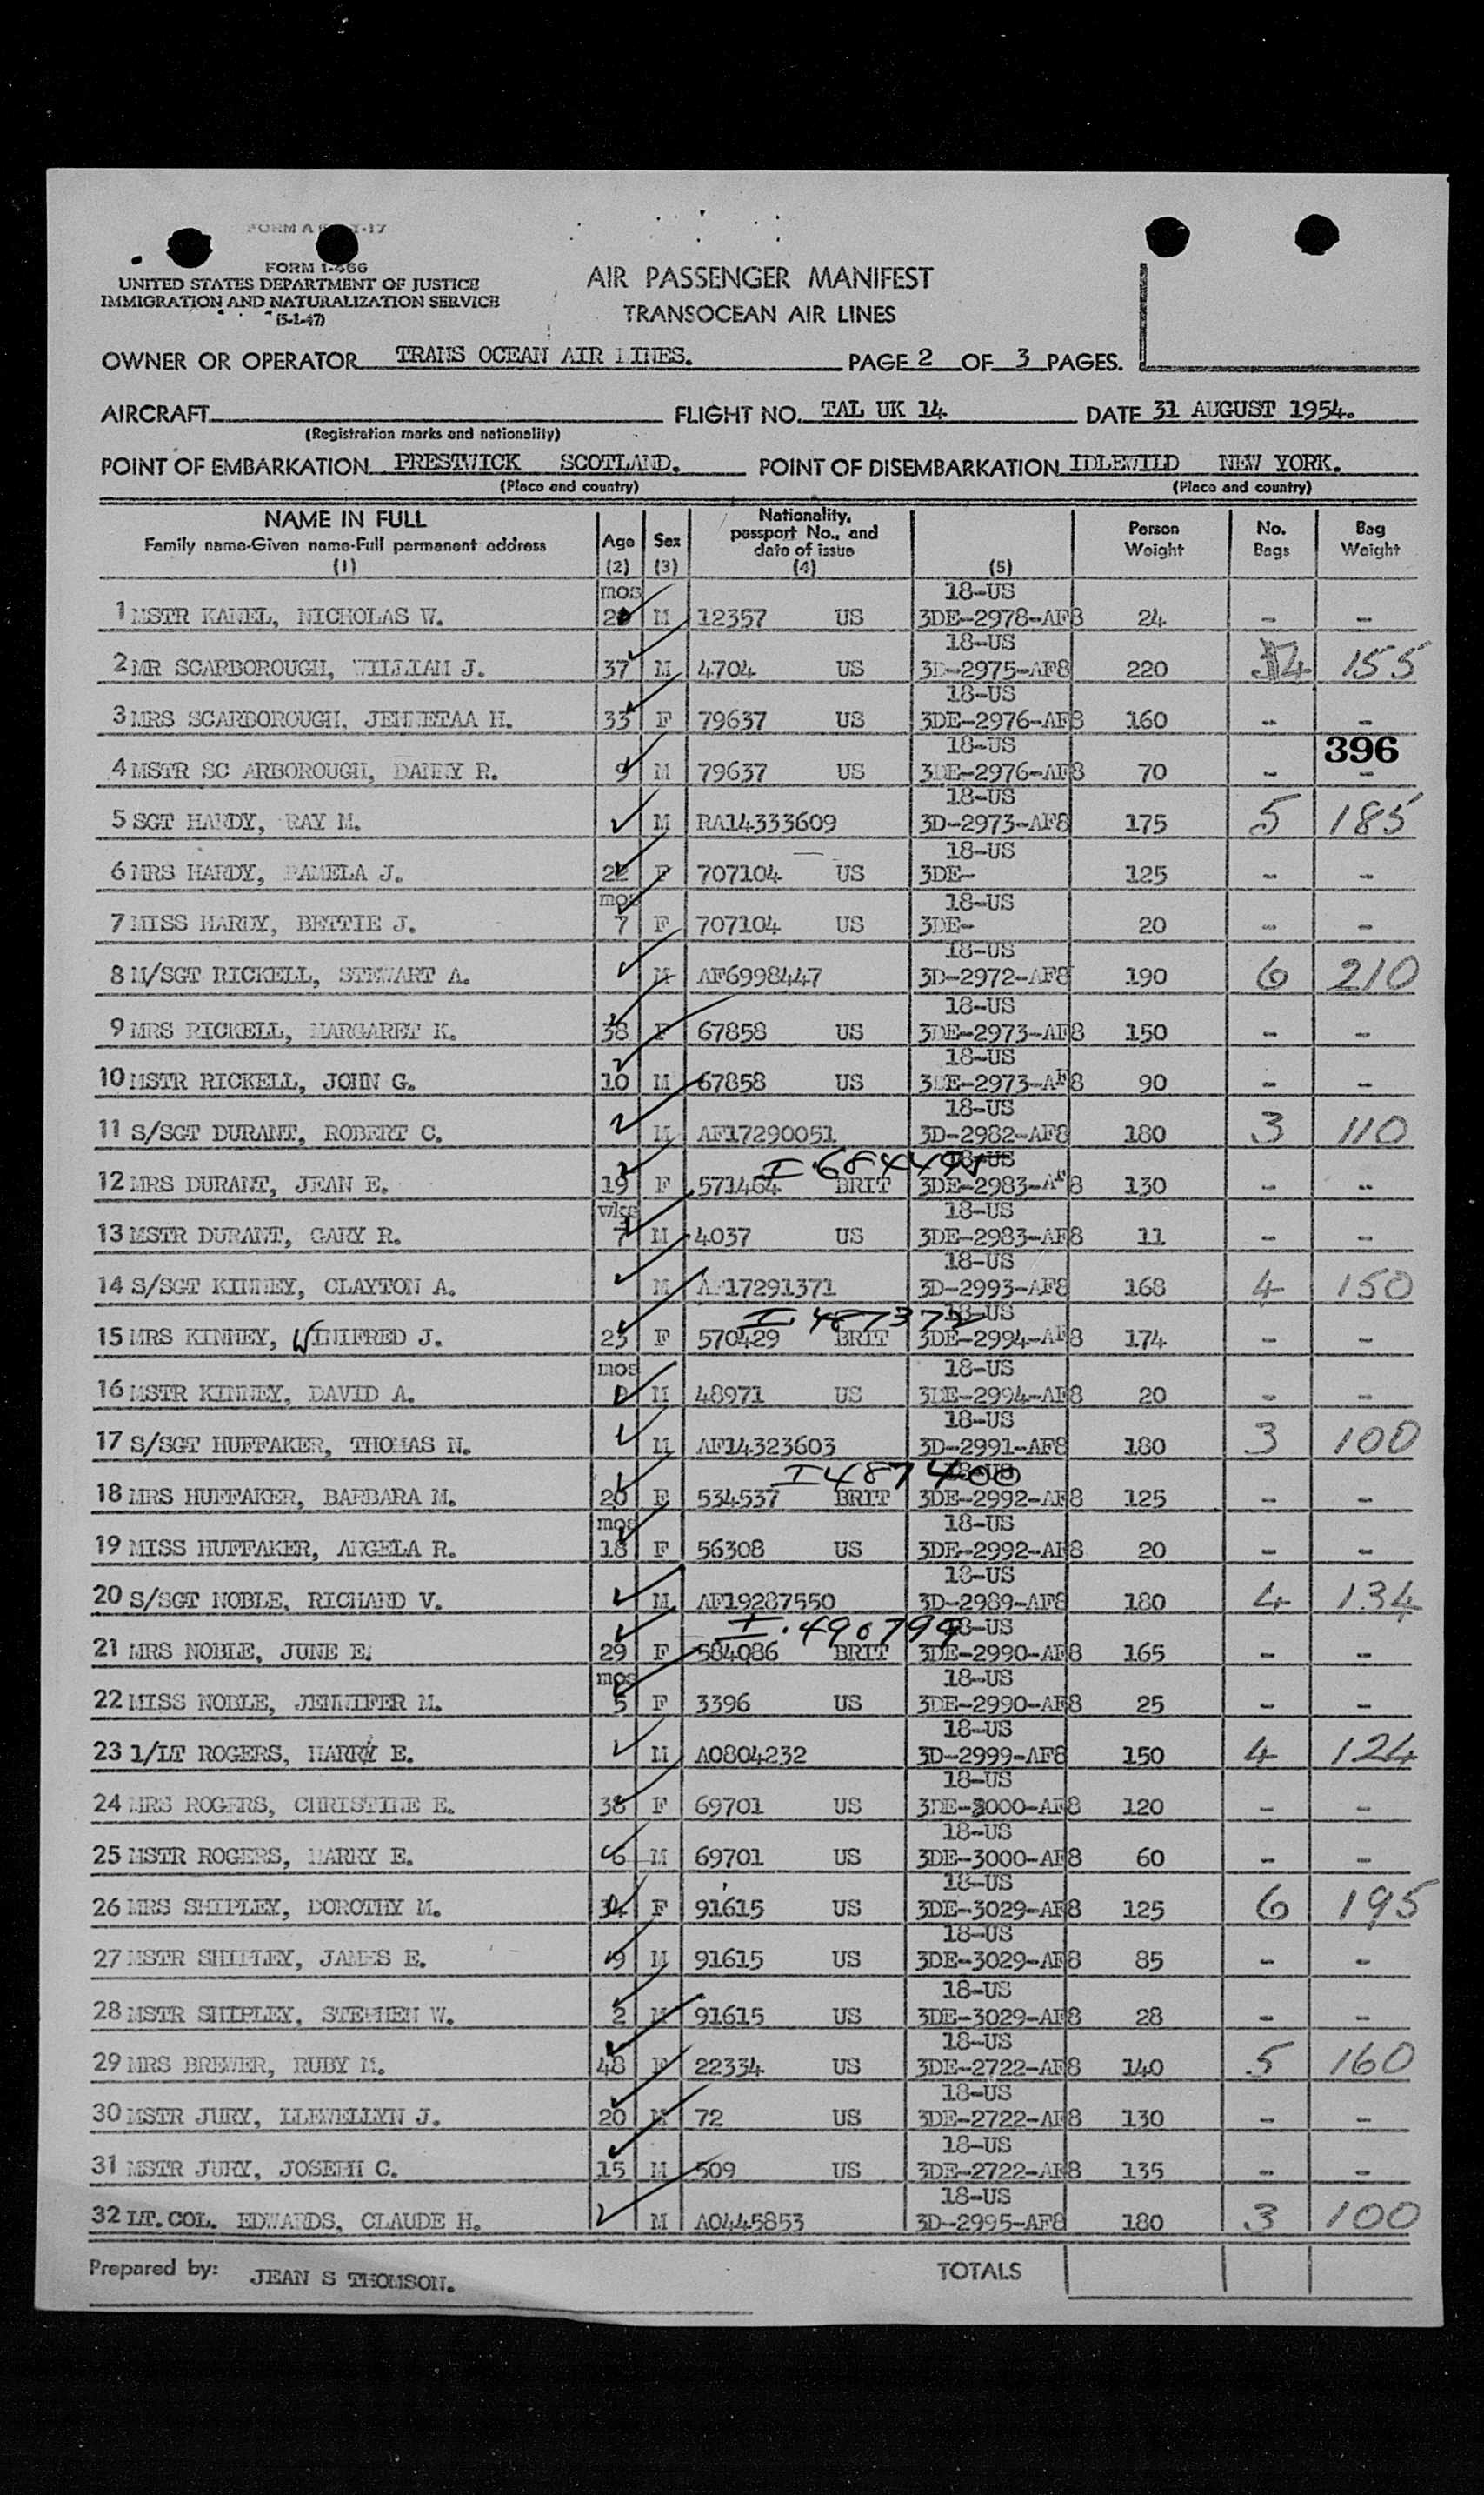 FORM I-466
UNITED STATES DEPARTMENT OF JUSTICE
IMMIGRATION AND NATURALIZATION SERVICE
(5-1-47)
AIR PASSENGER MANIFEST
TRANSOCEAN AIR LINES
OWNER OR OPERATOR TRANS OCEAN AIR LINES. PAGE 2 OF 3 PAGES.
AIRCRAFT FLIGHT NO. TAL UK 14 DATE 31 AUGUST 1954.
(Registration marks and nationality)
POINT OF EMBARKATION PRESTWICK SCOTLAND. POINT OF DISEMBARKATION IDLEWILD NEW YORK.
(Place and country) (Place and country)
NAME IN FULL
Family name-Given name-Full permanent address
(1)
Age
(2)
Sex
(3)
Nationality,
passport No., and
date of issue
(4)
(5)
Person
Weight
No.
Bags
Bag
Weight
mos 18-US
1 MSTR KANEL, NICHOLAS W. M 12357 US 3DE-2978-AF8 24 - -
18-US
2 MR SCARBOROUGH, WILLIAM J. 37 M 4704 US 3D-2975-AF8 220 4 155
18-US
3 MRS SCARBOROUGH, JENNETAA H. 33 F 79637 US 3DE-2976-AF8 160 - -
18-US 396
4 MSTR SC ARBOROUGH, DANNY R. 9 M 79637 US 3DE-2976-AF8 70 - -
18-US
5 SGT HARDY, RAY M. M RA14333609 3D-2973-AF8 175 5 185
18-US
6 MRS HARDY, PAMELA J. 22 F 707104 US 3DE- 125 - -
mos 18-US
7 MISS HARDY, BETTIE J. 7 F 707104 US 3DE- 20 - -
18-US
8 M/SGT RICKELL, STEWART A. M AF6998447 3D-2972-AF8 190 6 210
18-US
9 MRS RICKELL, MARGARET K. 38 F 67858 US 3DE-2973-AF8 150 - -
18-US
10 MSTR RICKELL, JOHN G. 10 M 67858 US 3DE-2973-AF8 90 - -
18-US
11 S/SGT DURANT, ROBERT C. M AF17290051 3D-2982-AF8 180 3 110
18-US
12 MRS DURANT, JEAN E. 19 F 571464 BRIT 3DE-2983-AF8 130 - -
wks 18-US
13 MSTR DURANT, GARY R. 7 M 4037 US 3DE-2983-AF8 11 - -
18-US
14 S/SGT KINNEY, CLAYTON A. M AF17291371 3D-2993-AF8 168 4 150
I 487372 18-US
15 MRS KINNEY, WINIFRED J. 23 F 570429 BRIT 3DE-2994-AF8 174 - -
mos 18-US
16 MSTR KINNEY, DAVID A. M 48971 US 3DE-2994-AF8 20 - -
18-US
17 S/SGT HUFFAKER, THOMAS N. M AF14323603 3D-2991-AF8 180 3 100
I 487400 18-US
18 MRS HUFFAKER, BARBARA M. 20 F 534537 BRIT 3DE-2992-AF8 125 - -
mos 18-US
19 MISS HUFFAKER, ANGELA R. 18 F 56308 US 3DE-2992-AF8 20 - -
18-US
20 S/SGT NOBLE, RICHARD V. M AF19287550 3D-2989-AF8 180 4 134
I.490799 18-US
21 MRS NOBLE, JUNE E. 29 F 584086 BRIT 3DE-2990-AF8 165 - -
mos 18-US
22 MISS NOBLE, JENNIFER M. 5 F 3396 US 3DE-2990-AF8 25 - -
18-US
23 1/LT ROGERS, HARRY E. M AO804232 3D-2999-AF8 150 4 124
18-US
24 MRS ROGERS, CHRISTINE E. 38 F 69701 US 3DE-3000-AF8 120 - -
18-US
25 MSTR ROGERS, HARRY E. 6 M 69701 US 3DE-3000-AF8 60 - -
18-US
26 MRS SHIPLEY, DOROTHY M. 34 F 91615 US 3DE-3029-AF8 125 6 195
18-US
27 MSTR SHIPLEY, JAMES E. 9 M 91615 US 3DE-3029-AF8 85 - -
18-US
28 MSTR SHIPLEY, STEPHEN W. 2 M 91615 US 3DE-3029-AF8 28 - -
18-US
29 MRS BREWER, RUBY M. 48 F 22334 US 3DE-2722-AF8 140 5 160
18-US
30 MSTR JURY, LLEWELLYN J. 20 M 72 US 3DE-2722-AF8 130 - -
18-US
31 MSTR JURY, JOSEPH C. 15 M 509 US 3DE-2722-AF8 135 - -
18-US
32 LT. COL. EDWARDS, CLAUDE H. M AO445853 3D-2995-AF8 180 3 100
Prepared by: JEAN S THOMSON. TOTALS